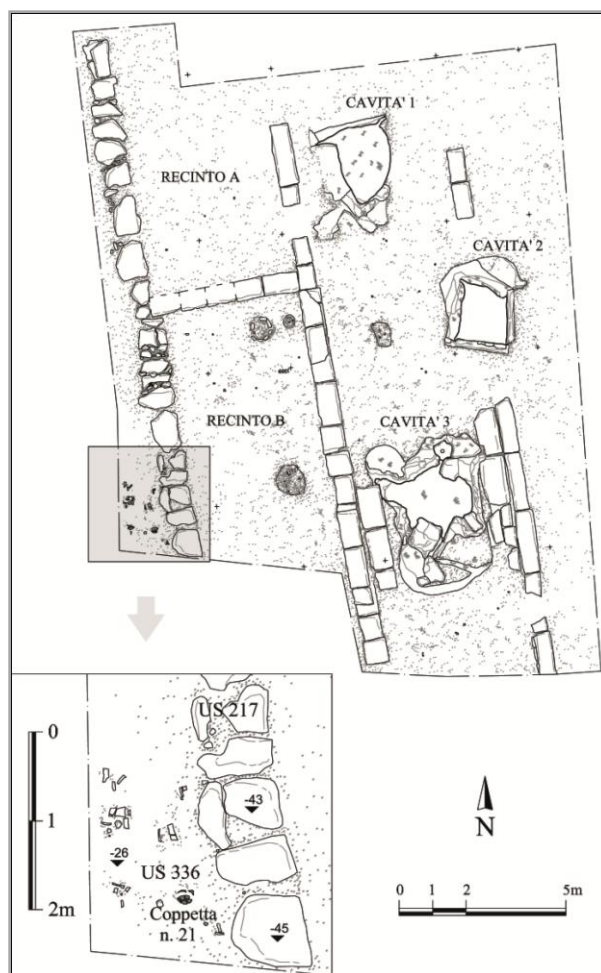 CAVITA' 1
RECINTO A
CAVITA' 2
RECINTO B
CAVITA' 3
US 217
0
-43
1
-26
US 336
N
2m
Coppetta
n. 21
-45
0 1 2 5m